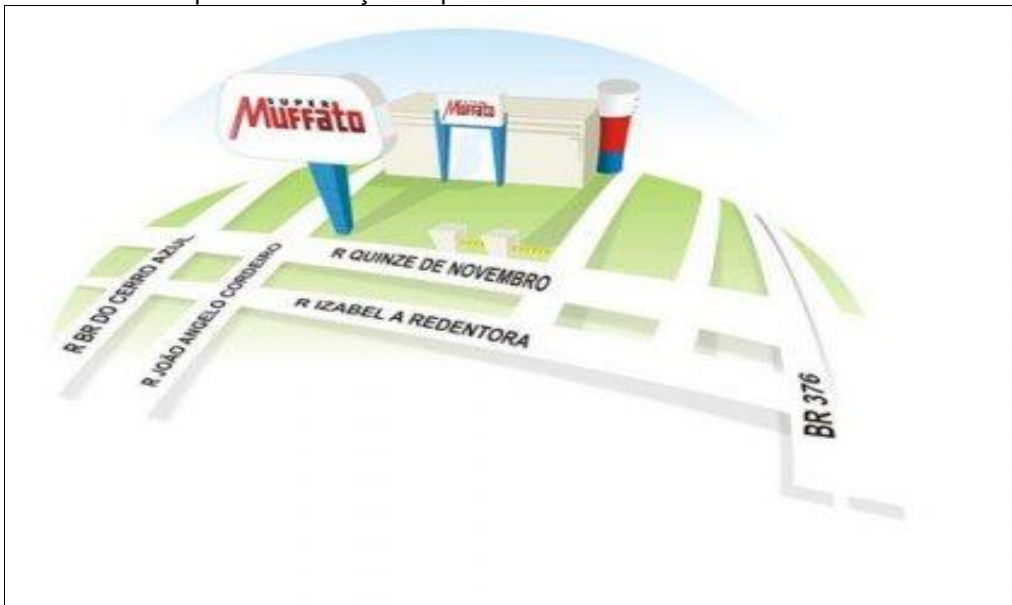 SUPER
Muffato
Muffato
R QUINZE DE NOVEMBRO
R IZABEL A REDENTORA
R BR DO CERRO AZUL
R JOÃO ANGELO CORDEIRO
BR 376